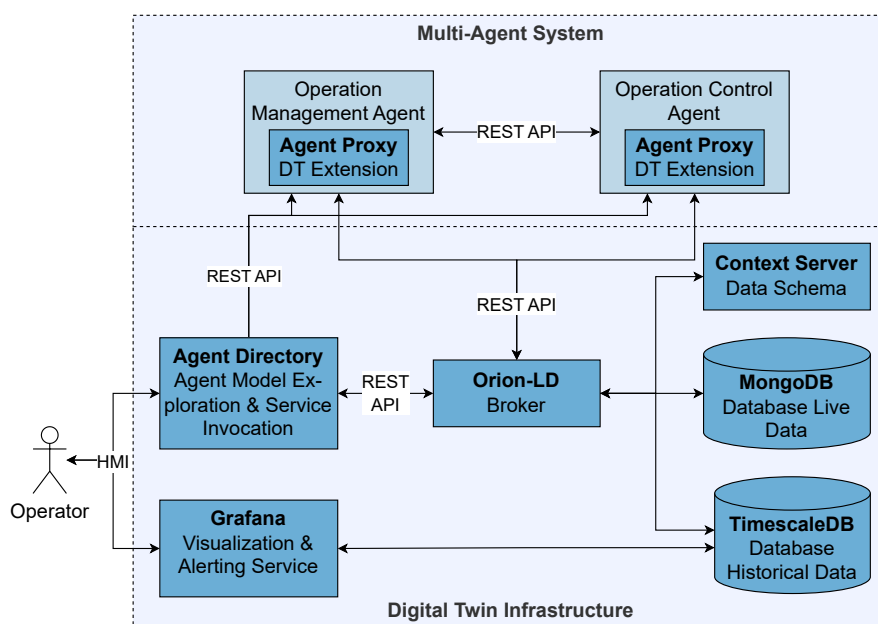 Multi-Agent System
Operation
Management Agent
Agent Proxy
DT Extension
REST API
Operation Control
Agent
Agent Proxy
DT Extension
REST API
REST API
Context Server
Data Schema
Agent Directory
Agent Model Ex-
ploration & Service
Invocation
REST
API
Orion-LD
Broker
MongoDB
Database Live
Data
HMI
Operator
Grafana
Visualization &
Alerting Service
TimescaleDB
Database
Historical Data
Digital Twin Infrastructure